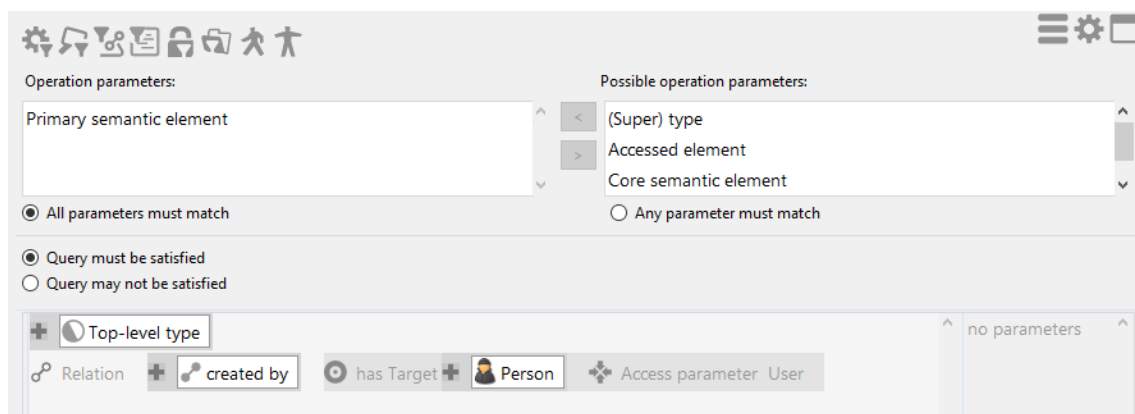 Operation parameters:
Possible operation parameters:
Primary semantic element
<
>
(Super) type
Accessed element
Core semantic element
All parameters must match
Any parameter must match
Query must be satisfied
Query may not be satisfied
Top-level type
no parameters
Relation created by has Target Person Access parameter User